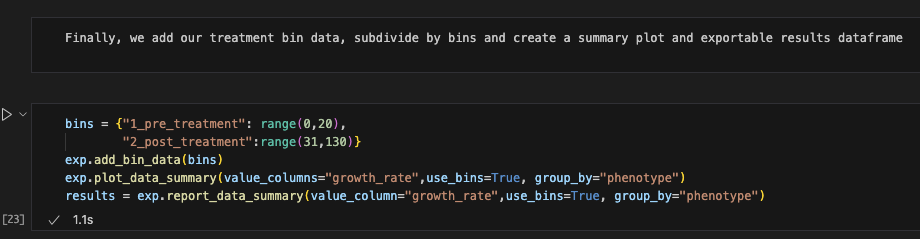 Finally, we add our treatment bin data, subdivide by bins and create a summary plot and exportable results dataframe
bins = {"1_pre_treatment": range(0,20),
"2_post_treatment":range(31,130)}
exp.add_bin_data(bins)
exp.plot_data_summary(value_columns="growth_rate",use_bins=True, group_by="phenotype")
results = exp.report_data_summary(value_column="growth_rate",use_bins=True, group_by="phenotype")
[23] ✓ 1.1s